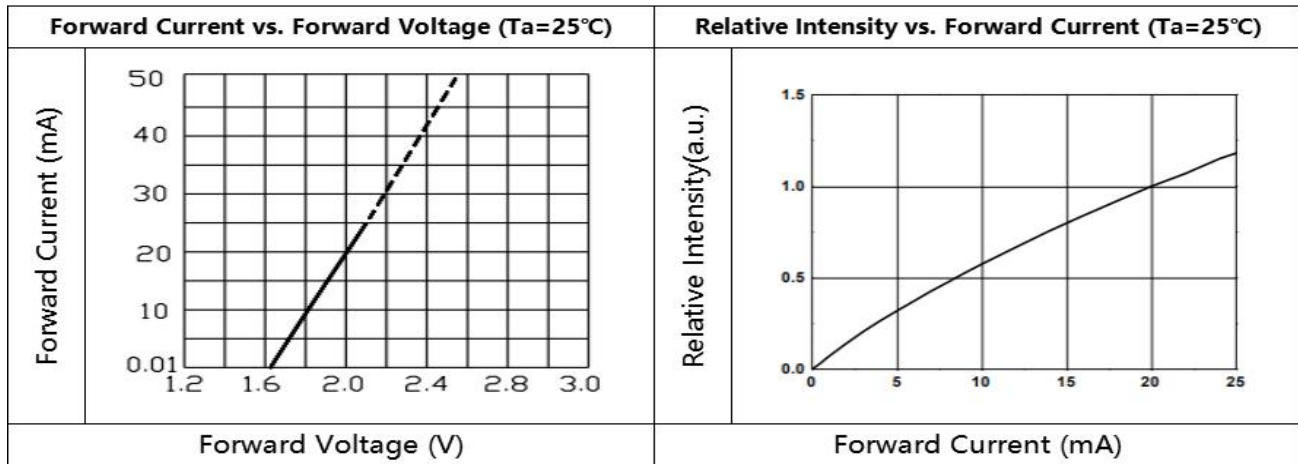 Forward Current vs. Forward Voltage (Ta=25℃)
Relative Intensity vs. Forward Current (Ta=25℃)
Forward Current (mA)
50
40
30
20
10
0.01
1.2 1.6 2.0 2.4 2.8 3.0
Forward Voltage (V)
Relative Intensity(a.u.)
1.5
1.0
0.5
0.0
0 5 10 15 20 25
Forward Current (mA)